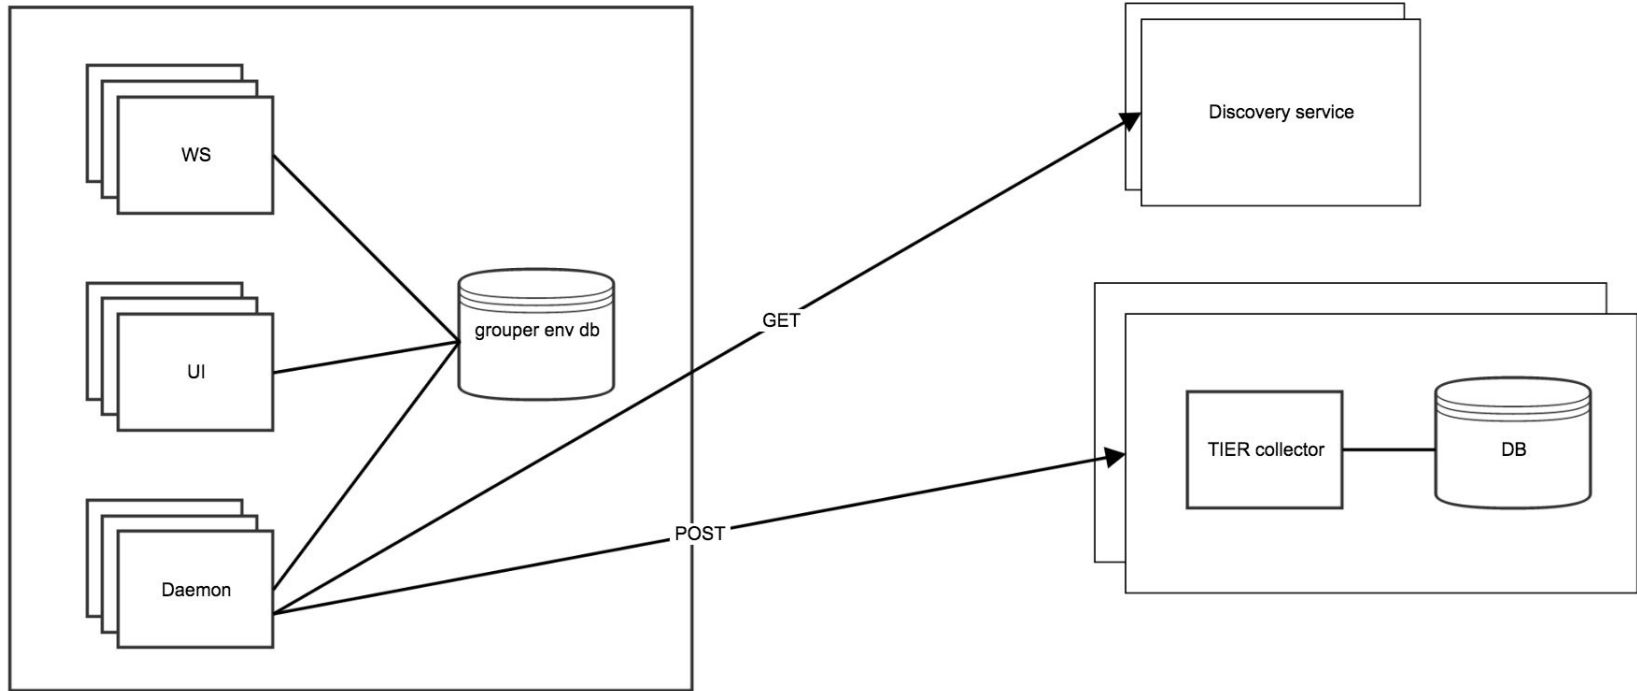 WS
UI
Daemon
grouper env db
GET
POST
Discovery service
TIER collector
DB